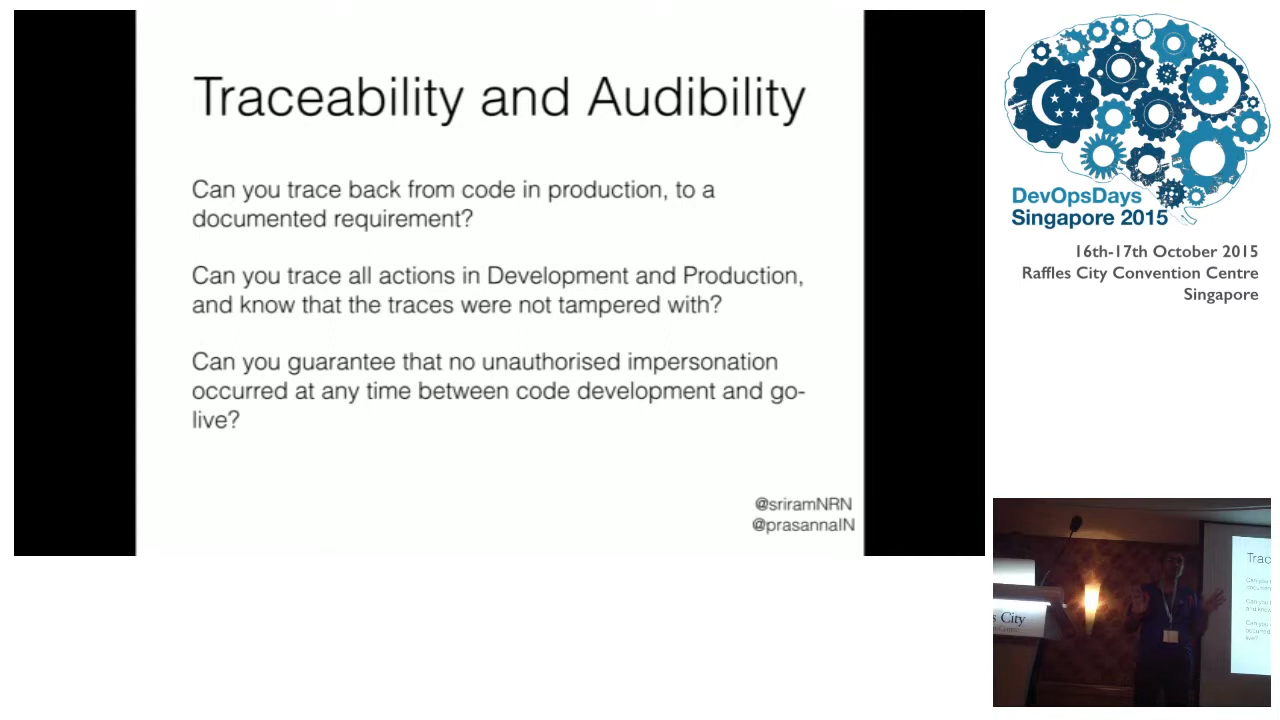 Traceability and Audibility
Can you trace back from code in production, to a
documented requirement?
Can you trace all actions in Development and Production,
and know that the traces were not tampered with?
Can you guarantee that no unauthorised impersonation
occurred at any time between code development and go-
live?
@sriramNRN
@prasannaIN
DevOpsDays
Singapore 2015
16th-17th October 2015
Raffles City Convention Centre
Singapore
s City
Trac